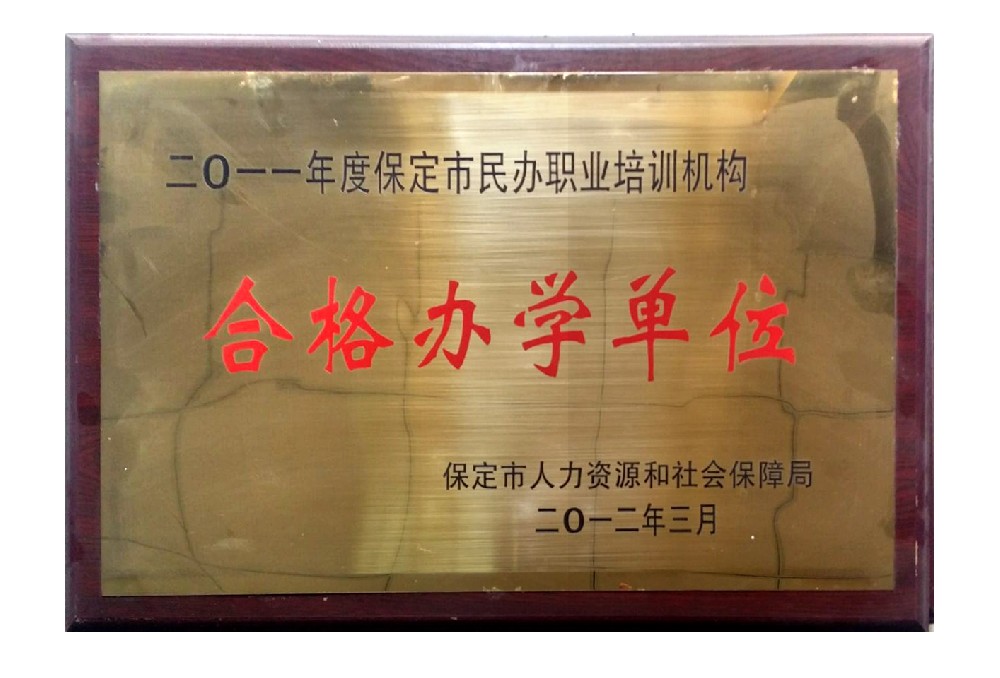 二〇一一年度保定市民办职业培训机构
合格办学单位
保定市人力资源和社会保障局
二〇一二年三月